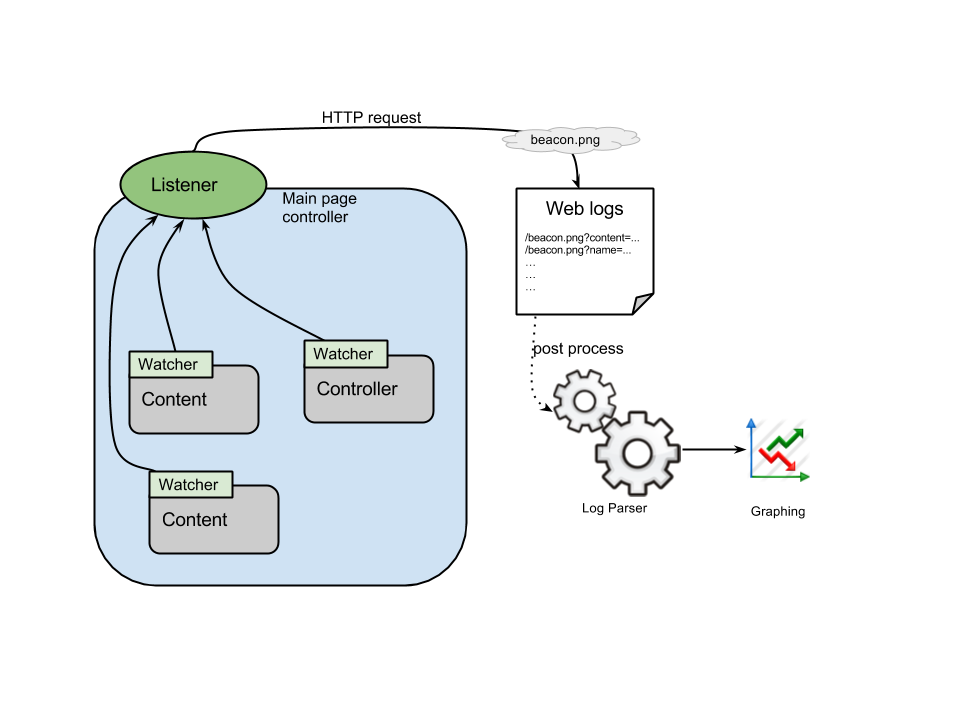 HTTP request
beacon.png
Listener
Main page
controller
Web logs
/beacon.png?content=...
/beacon.png?name=...
...
...
...
post process
Watcher
Content
Watcher
Controller
Watcher
Content
Log Parser
Graphing